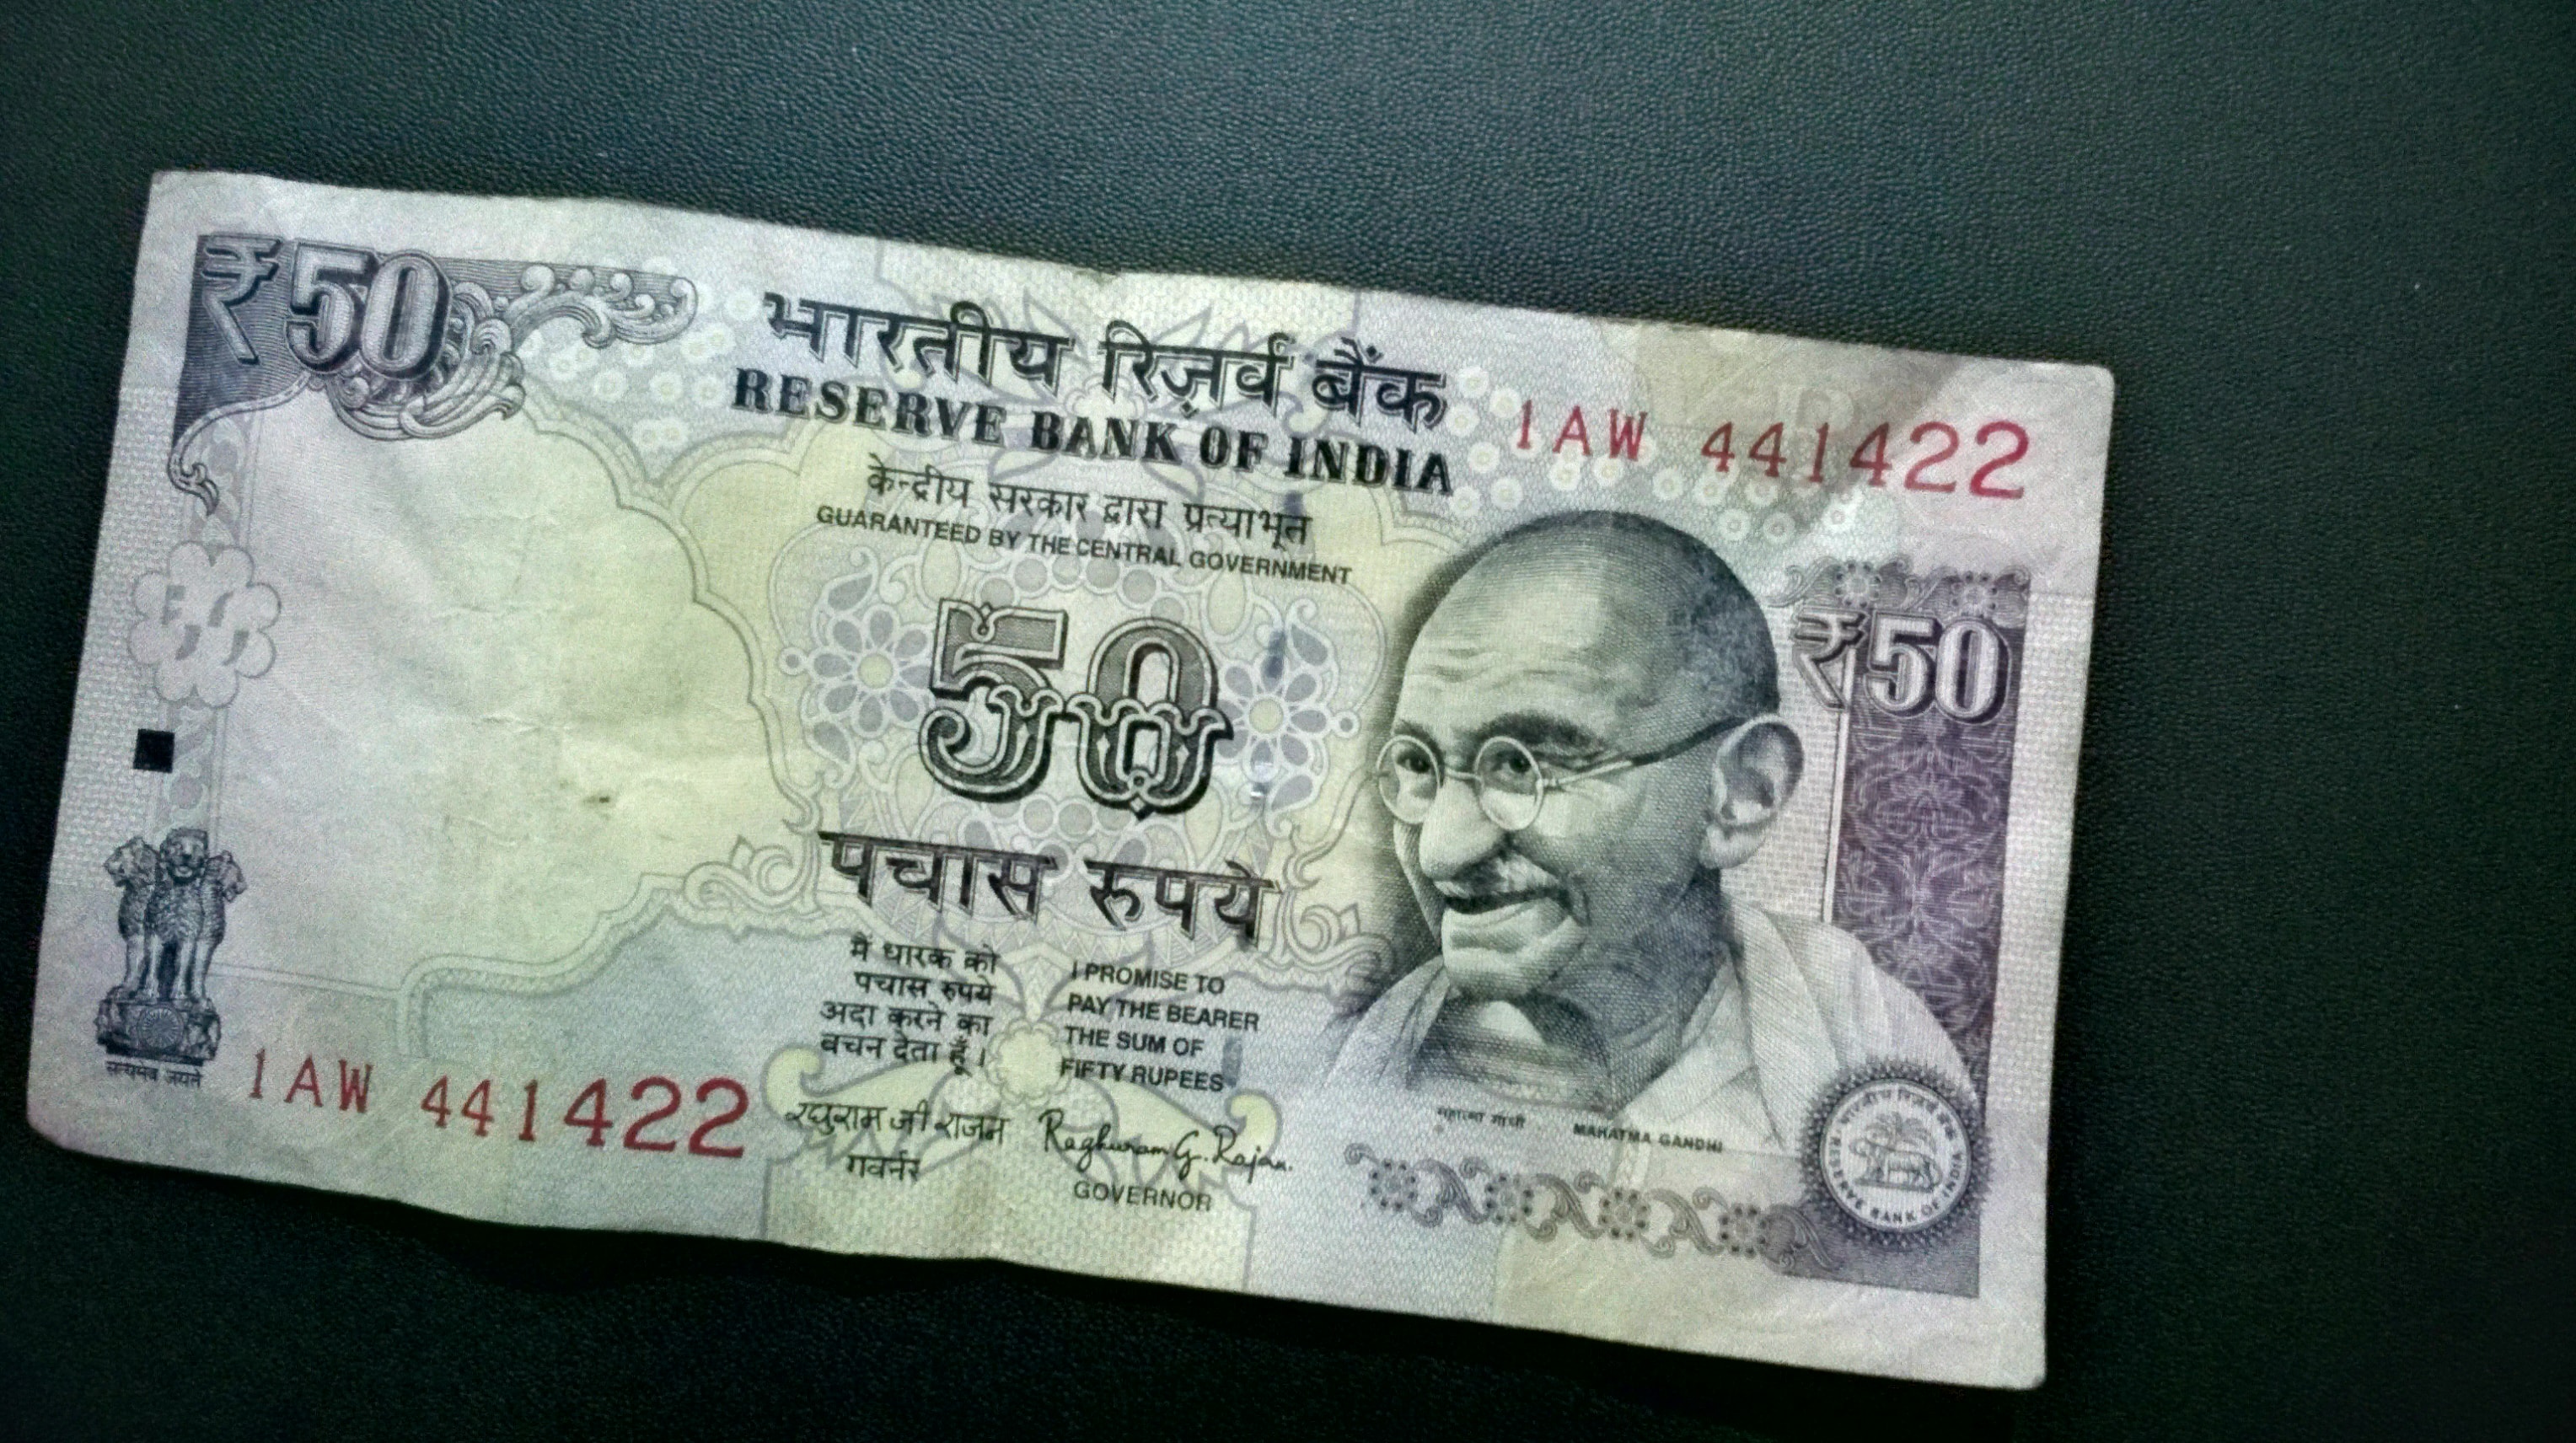 ₹50
भारतीय रिज़र्व बैंक
RESERVE BANK OF INDIA
1AW 441422
केन्द्रीय सरकार द्वारा प्रत्याभूत
GUARANTEED BY THE CENTRAL GOVERNMENT
50
₹50
पचास रुपये
मैं धारक को
पचास रुपये
अदा करने का
वचन देता हूँ।
I PROMISE TO
PAY THE BEARER
THE SUM OF
FIFTY RUPEES
सत्यमेव जयते
1AW 441422
रघुराम जी राजन
गवर्नर
Raghuram G. Rajan.
GOVERNOR
महात्मा गांधी
MAHATMA GANDHI
भारतीय रिज़र्व बैंक
RESERVE BANK OF INDIA